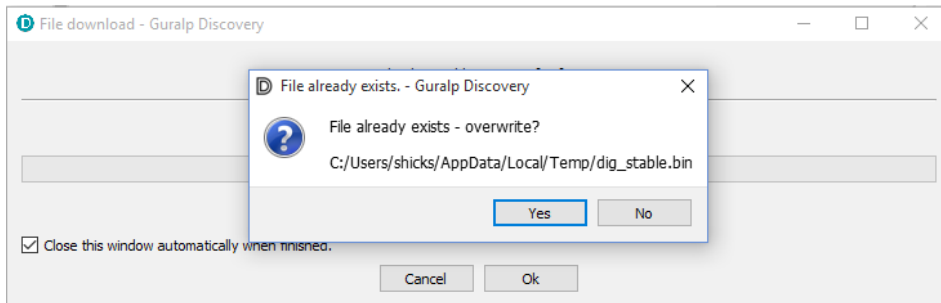 File download - Guralp Discovery
File already exists. - Guralp Discovery
File already exists - overwrite?
C:/Users/shicks/AppData/Local/Temp/dig_stable.bin
Yes No
Close this window automatically when finished.
Cancel Ok